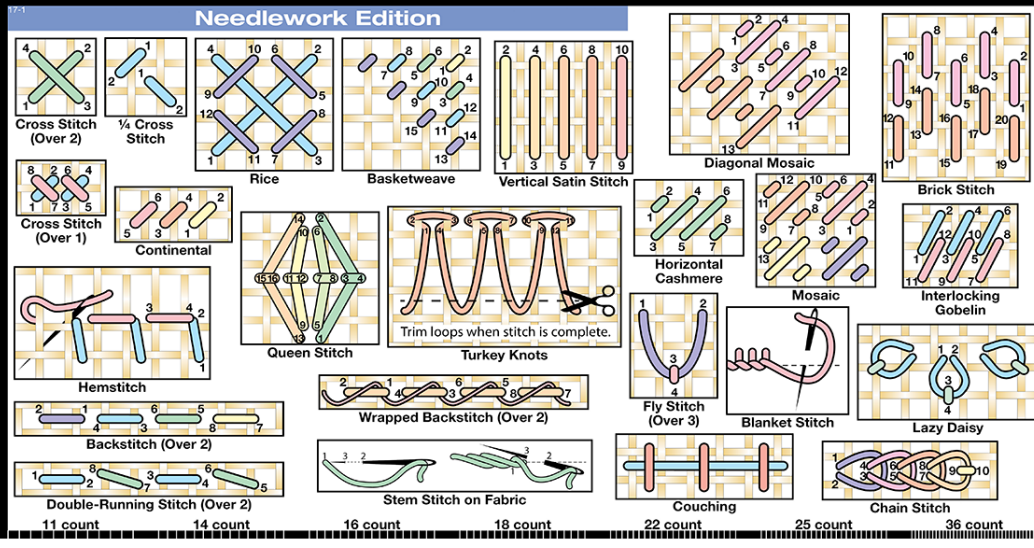 17-1
Needlework Edition
Cross Stitch
(Over 2)
¼ Cross
Stitch
Rice
Basketweave
Vertical Satin Stitch
Diagonal Mosaic
Brick Stitch
Cross Stitch
(Over 1)
Continental
Queen Stitch
Trim loops when stitch is complete.
Turkey Knots
Horizontal
Cashmere
Mosaic
Interlocking
Gobelin
Hemstitch
Backstitch (Over 2)
Double-Running Stitch (Over 2)
Wrapped Backstitch (Over 2)
Stem Stitch on Fabric
Fly Stitch
(Over 3)
Blanket Stitch
Lazy Daisy
Couching
Chain Stitch
11 count 14 count 16 count 18 count 22 count 25 count 36 count